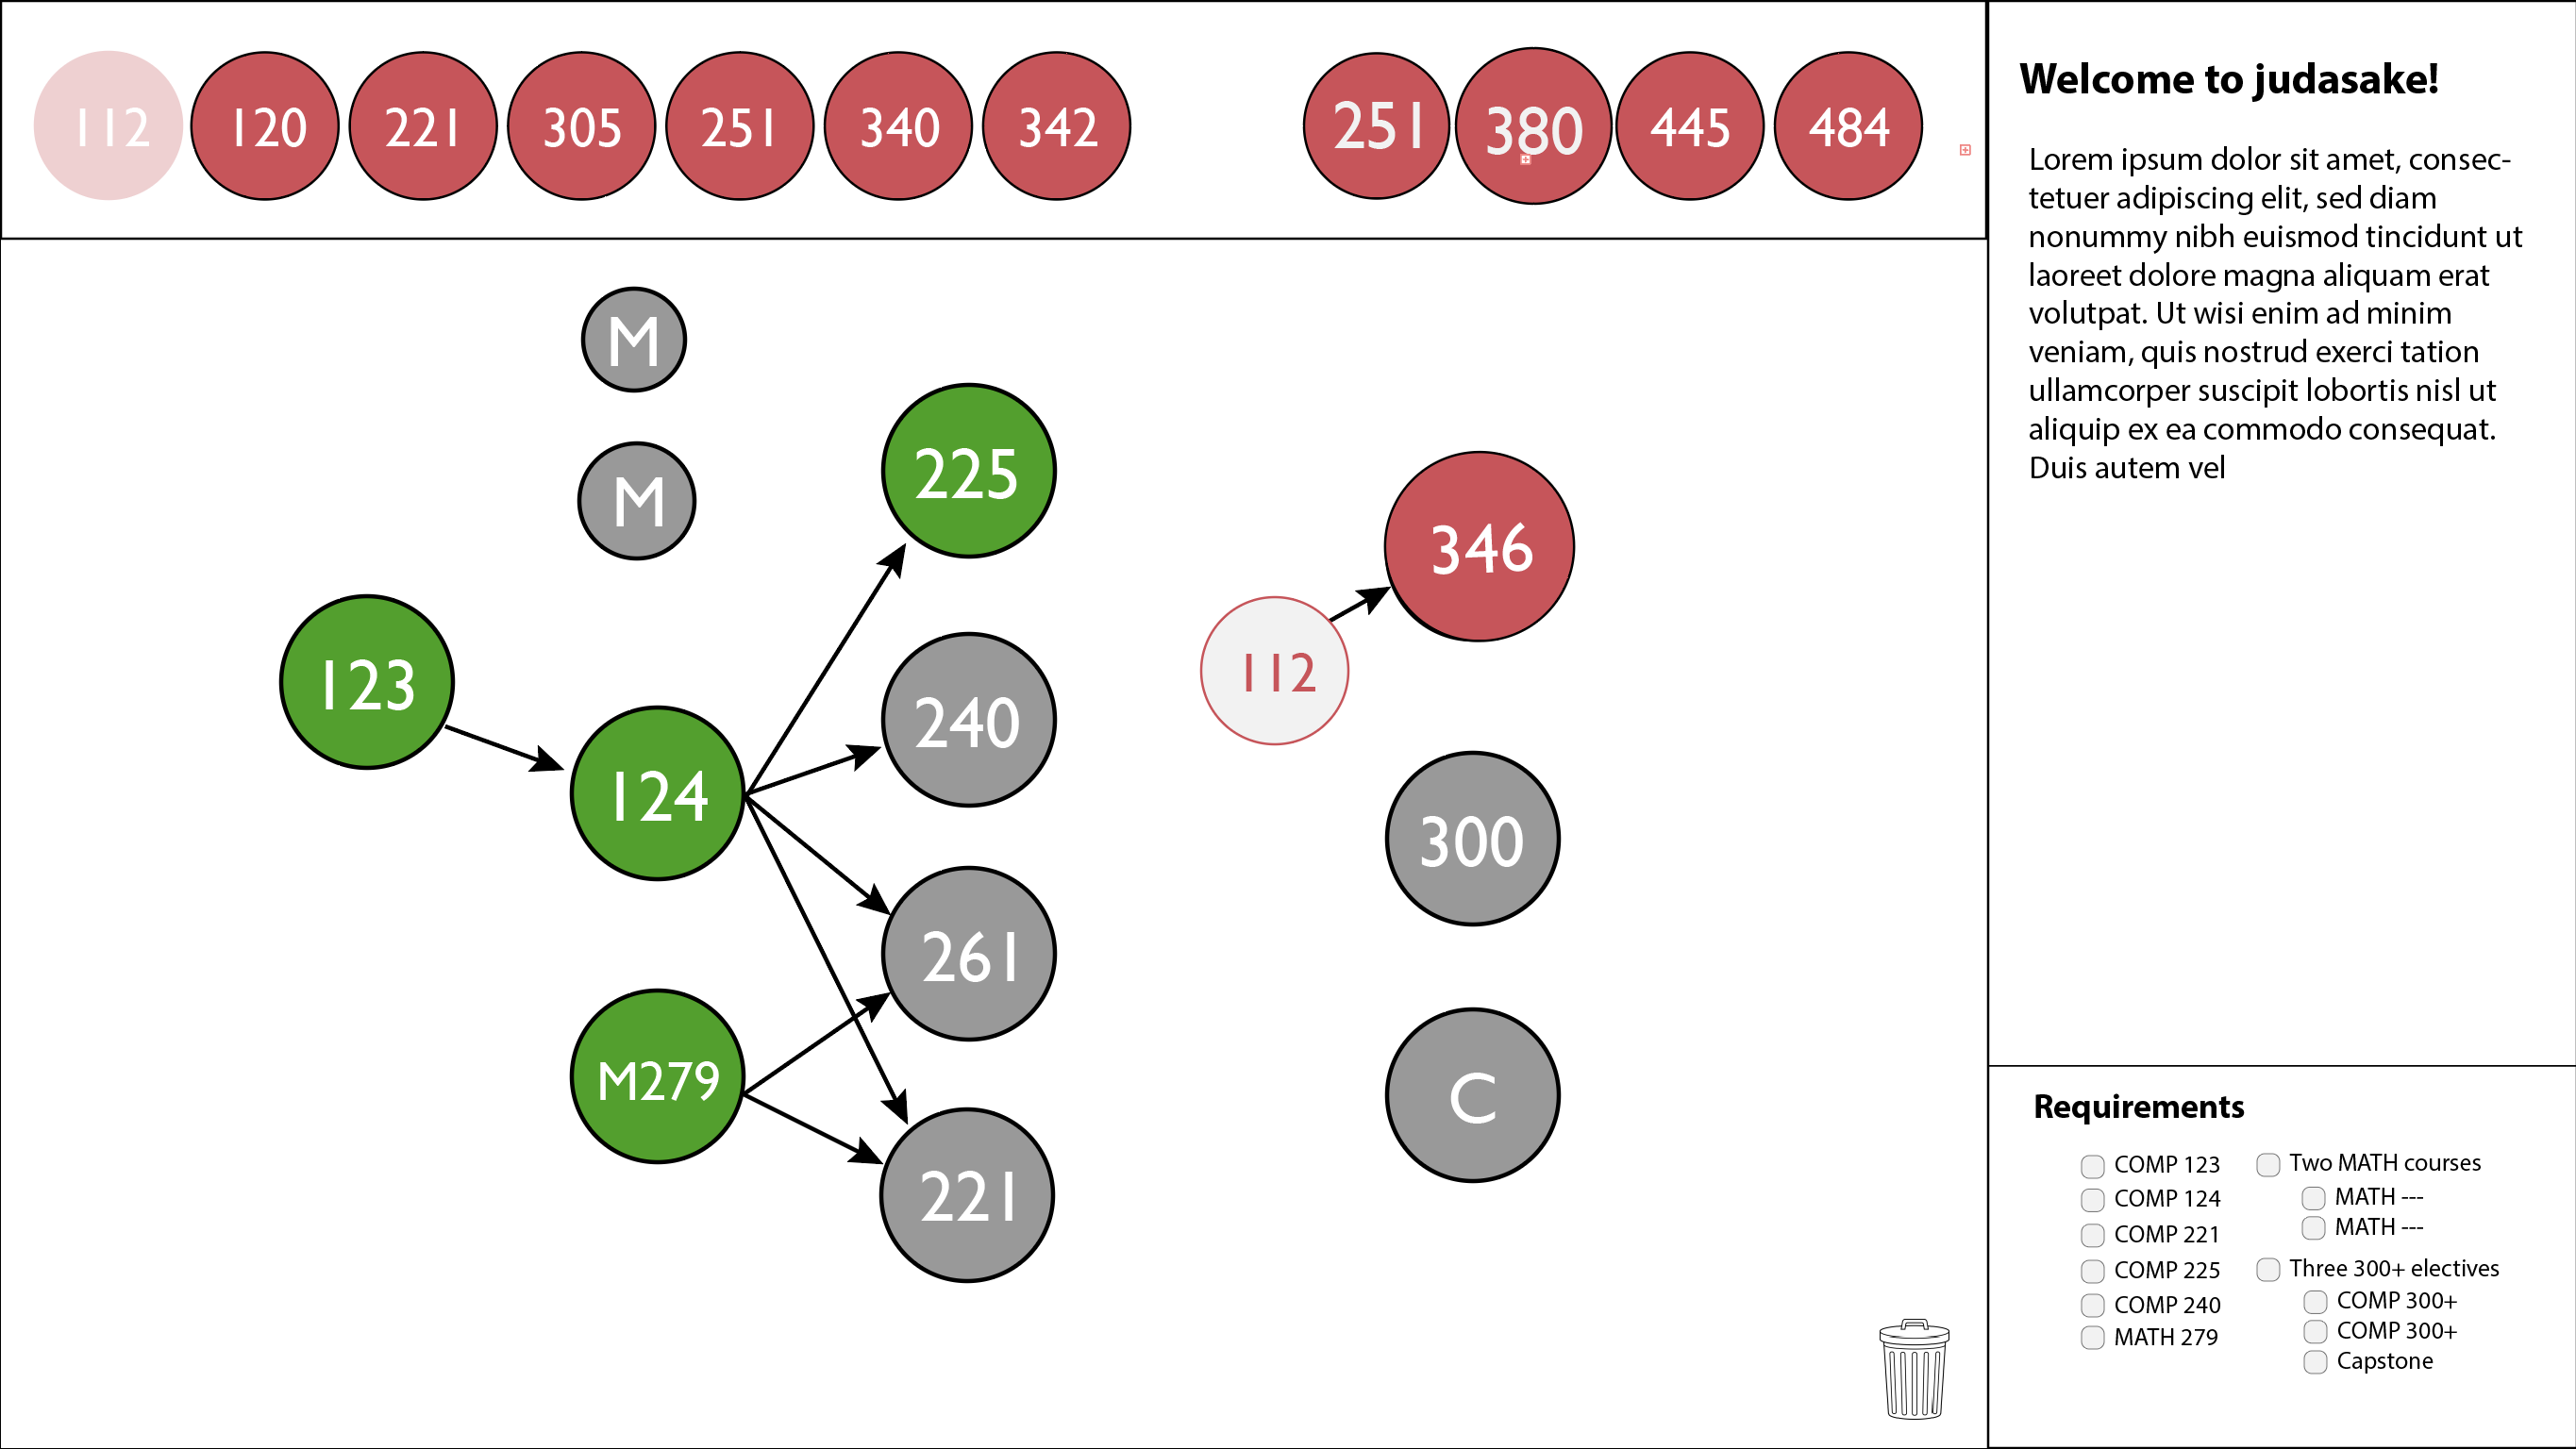 112 120 221 305 251 340 342 251 380 445 484
M
M
225
346
123
112
240
124
300
261
M279
C
221
Welcome to judasake!
Lorem ipsum dolor sit amet, consec-
tetuer adipiscing elit, sed diam
nonummy nibh euismod tincidunt ut
laoreet dolore magna aliquam erat
volutpat. Ut wisi enim ad minim
veniam, quis nostrud exerci tation
ullamcorper suscipit lobortis nisl ut
aliquip ex ea commodo consequat.
Duis autem vel
Requirements
COMP 123
COMP 124
COMP 221
COMP 225
COMP 240
MATH 279
Two MATH courses
MATH ---
MATH ---
Three 300+ electives
COMP 300+
COMP 300+
Capstone